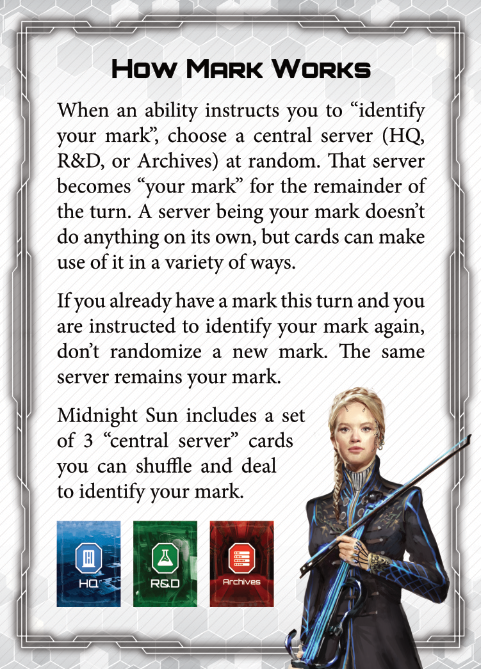 How Mark Works
When an ability instructs you to “identify
your mark”, choose a central server (HQ,
R&D, or Archives) at random. That server
becomes “your mark” for the remainder of
the turn. A server being your mark doesn’t
do anything on its own, but cards can make
use of it in a variety of ways.
If you already have a mark this turn and you
are instructed to identify your mark again,
don’t randomize a new mark. The same
server remains your mark.
Midnight Sun includes a set
of 3 “central server” cards
you can shuffle and deal
to identify your mark.
HQ
R&D
Archives